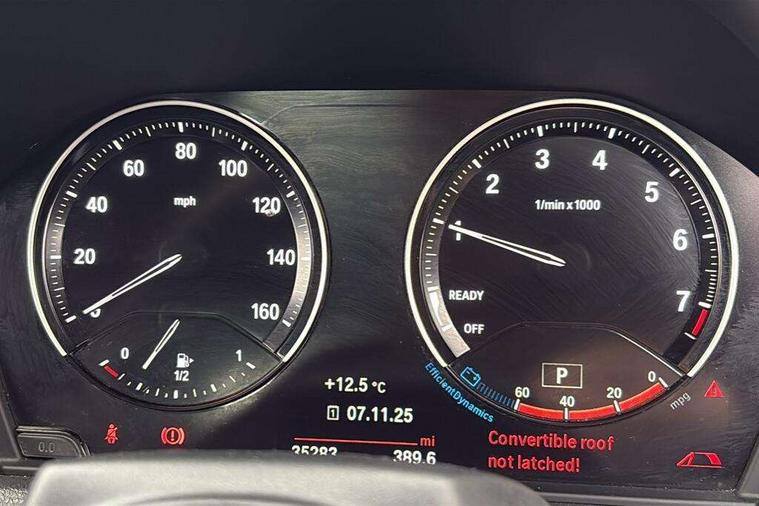 80
60
100
40
mph
120
20
140
0
160
0
1
1/2
3
4
2
5
1/min x 1000
1
6
READY
7
OFF
P
EfficientDynamics
60
40
20
0
mpg
+12.5 °C
1 07.11.25
mi
35283 389.6
0.0
Convertible roof
not latched!